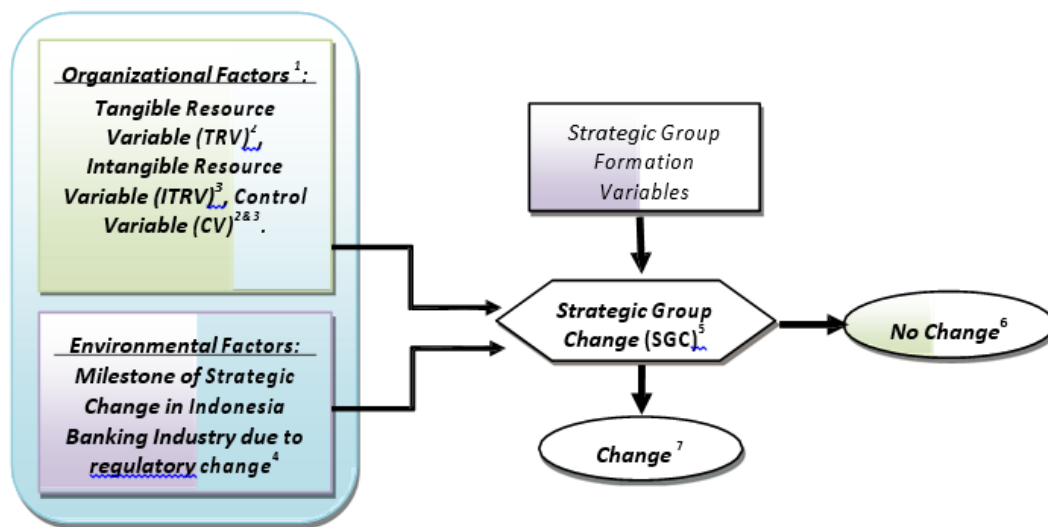 Organizational Factors ¹:
Tangible Resource
Variable (TRV)²,
Intangible Resource
Variable (ITRV)³, Control
Variable (CV)²&³.
Environmental Factors:
Milestone of Strategic
Change in Indonesia
Banking Industry due to
regulatory change⁴
Strategic Group
Formation
Variables
Strategic Group
Change (SGC)⁵
No Change⁶
Change⁷